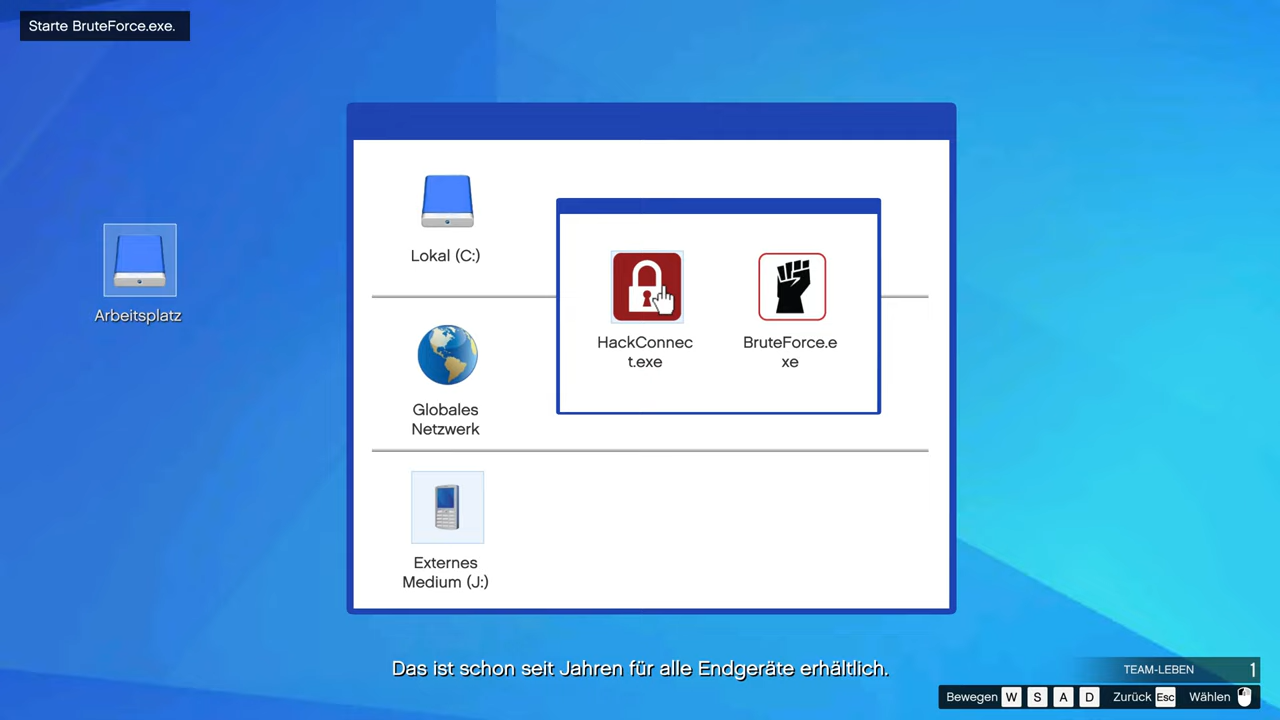 Starte BruteForce.exe.
Lokal (C:)
HackConnec
t.exe
BruteForce.e
xe
Arbeitsplatz
Globales
Netzwerk
Externes
Medium (J:)
Das ist schon seit Jahren für alle Endgeräte erhältlich.
TEAM-LEBEN 1
Bewegen W S A D Zurück Esc Wählen